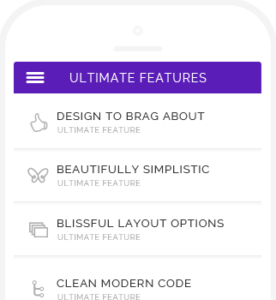 ULTIMATE FEATURES
DESIGN TO BRAG ABOUT
ULTIMATE FEATURE
BEAUTIFULLY SIMPLISTIC
ULTIMATE FEATURE
BLISSFUL LAYOUT OPTIONS
ULTIMATE FEATURE
CLEAN MODERN CODE
ULTIMATE FEATURE